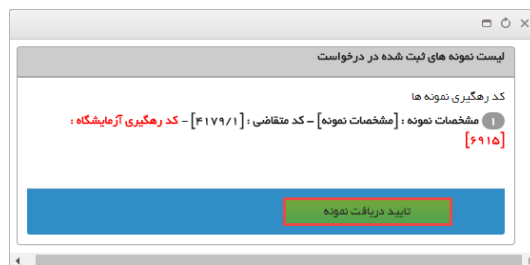 لیست نمونه های ثبت شده در درخواست
کد رهگیری نمونه ها
۱ مشخصات نمونه : [مشخصات نمونه] - کد متقاضی : [۴۱۷۹/۱] - کد رهگیری آزمایشگاه :
[۶۹۱۵]
تایید دریافت نمونه